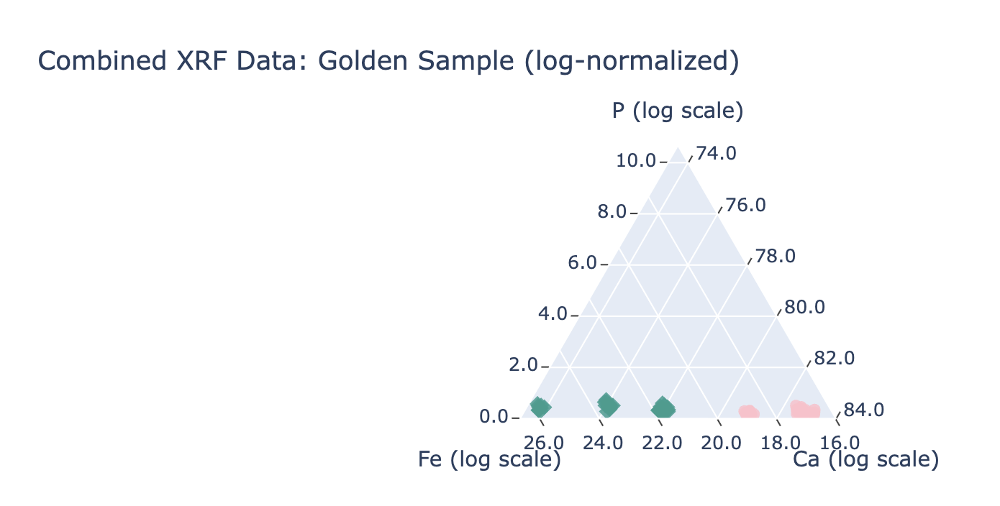 Combined XRF Data: Golden Sample (log-normalized)
P (log scale)
10.0
74.0
8.0
76.0
6.0
78.0
4.0
80.0
2.0
82.0
0.0
84.0
26.0 24.0 22.0 20.0 18.0 16.0
Fe (log scale)
Ca (log scale)